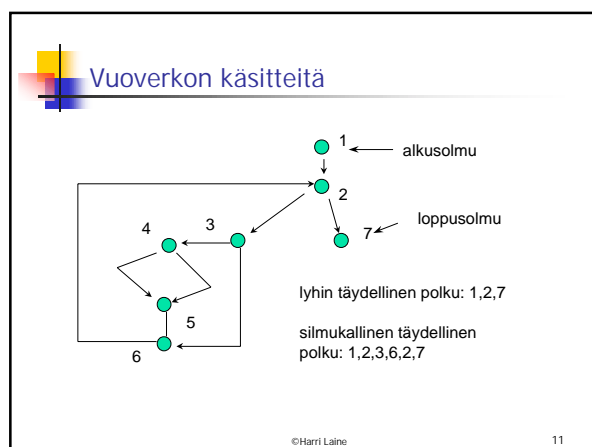 Vuoverkon käsitteitä
1
alkusolmu
2
4
3
7
loppusolmu
lyhin täydellinen polku: 1,2,7
5
silmukallinen täydellinen
polku: 1,2,3,6,2,7
6
©Harri Laine
11